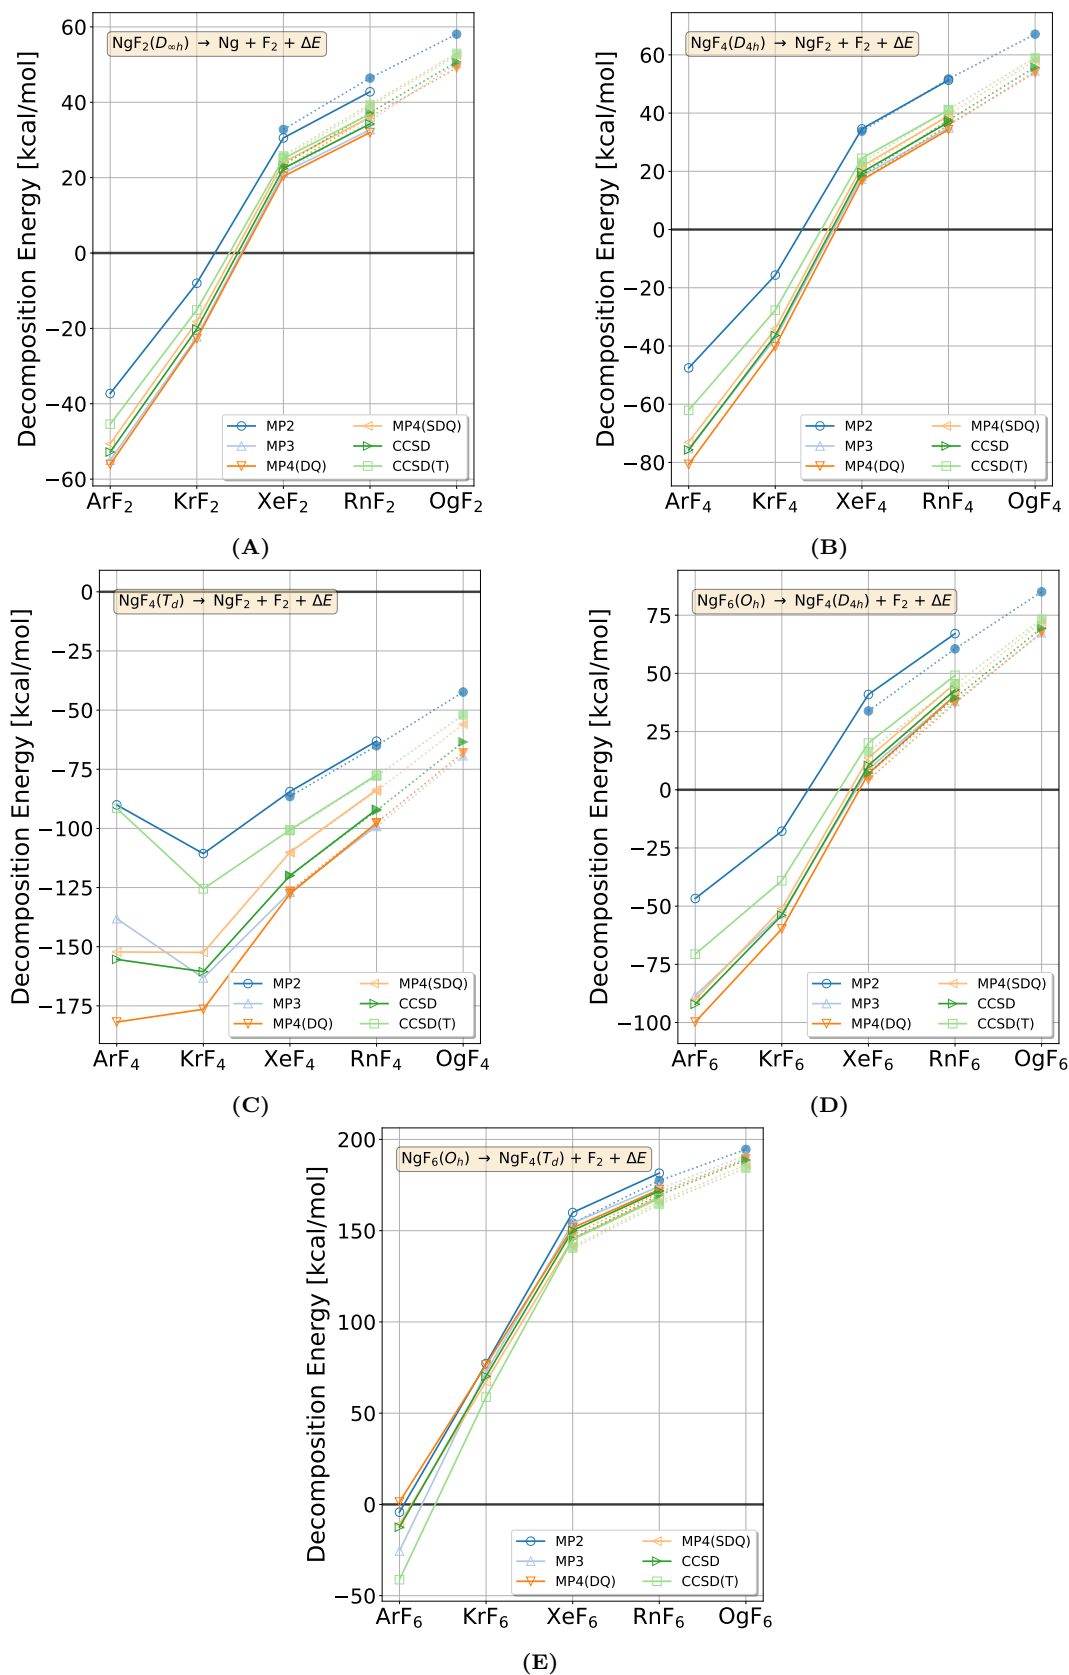 NgF₂(D∞h) → Ng + F₂ + ΔE
Decomposition Energy [kcal/mol]
60
40
20
0
−20
−40
−60
MP2
MP3
MP4(DQ)
MP4(SDQ)
CCSD
CCSD(T)
ArF₂ KrF₂ XeF₂ RnF₂ OgF₂
(A)
NgF₄(D₄h) → NgF₂ + F₂ + ΔE
Decomposition Energy [kcal/mol]
60
40
20
0
−20
−40
−60
−80
MP2
MP3
MP4(DQ)
MP4(SDQ)
CCSD
CCSD(T)
ArF₄ KrF₄ XeF₄ RnF₄ OgF₄
(B)
NgF₄(T_d) → NgF₂ + F₂ + ΔE
Decomposition Energy [kcal/mol]
0
−25
−50
−75
−100
−125
−150
−175
MP2
MP3
MP4(DQ)
MP4(SDQ)
CCSD
CCSD(T)
ArF₄ KrF₄ XeF₄ RnF₄ OgF₄
(C)
NgF₆(O_h) → NgF₄(D₄h) + F₂ + ΔE
Decomposition Energy [kcal/mol]
75
50
25
0
−25
−50
−75
−100
MP2
MP3
MP4(DQ)
MP4(SDQ)
CCSD
CCSD(T)
ArF₆ KrF₆ XeF₆ RnF₆ OgF₆
(D)
NgF₆(O_h) → NgF₄(T_d) + F₂ + ΔE
Decomposition Energy [kcal/mol]
200
150
100
50
0
−50
MP2
MP3
MP4(DQ)
MP4(SDQ)
CCSD
CCSD(T)
ArF₆ KrF₆ XeF₆ RnF₆ OgF₆
(E)